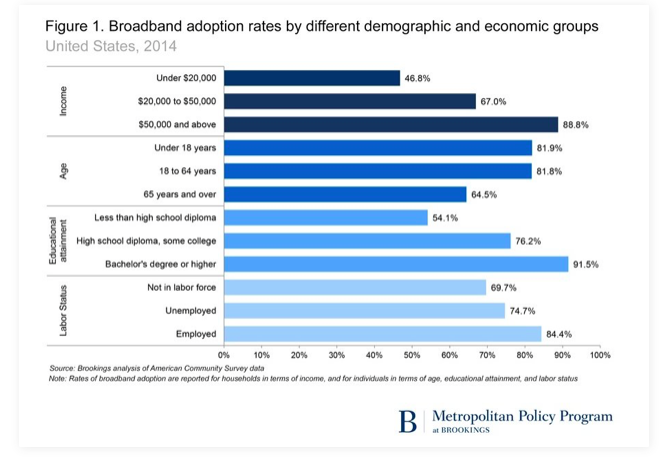 Figure 1. Broadband adoption rates by different demographic and economic groups
United States, 2014
Income
Under $20,000
46.8%
$20,000 to $50,000
67.0%
$50,000 and above
88.8%
Age
Under 18 years
81.9%
18 to 64 years
81.8%
65 years and over
64.5%
Educational
attainment
Less than high school diploma
54.1%
High school diploma, some college
76.2%
Bachelor's degree or higher
91.5%
Labor Status
Not in labor force
69.7%
Unemployed
74.7%
Employed
84.4%
0% 10% 20% 30% 40% 50% 60% 70% 80% 90% 100%
Source: Brookings analysis of American Community Survey data
Note: Rates of broadband adoption are reported for households in terms of income, and for individuals in terms of age, educational attainment, and labor status
B Metropolitan Policy Program
at BROOKINGS